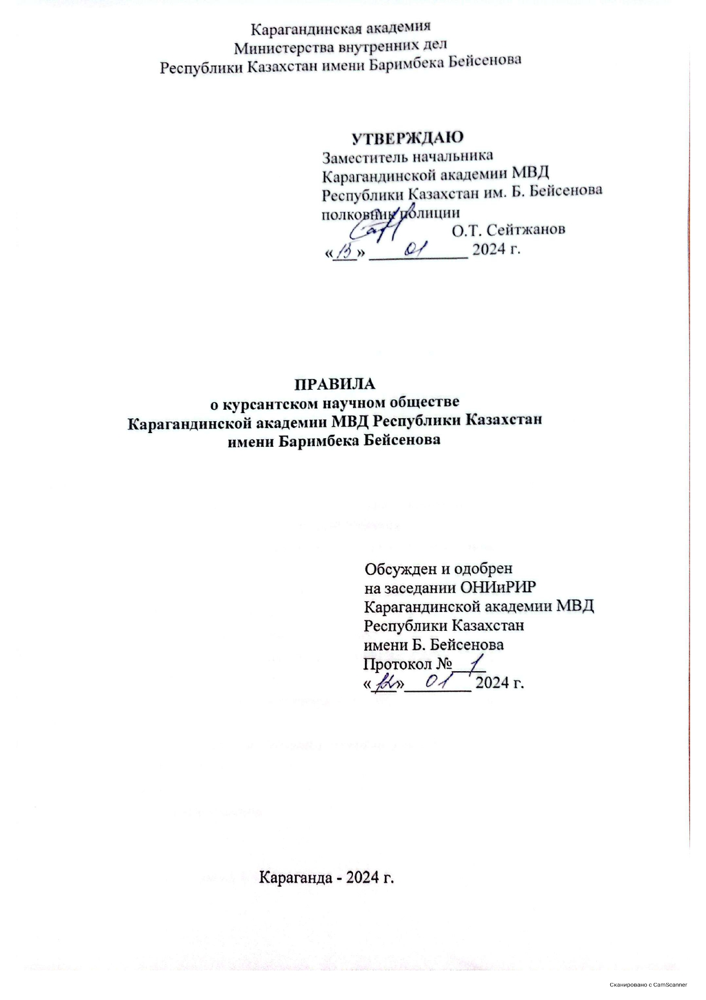 Карагандинская академия
Министерства внутренних дел
Республики Казахстан имени Баримбека Бейсенова
УТВЕРЖДАЮ
Заместитель начальника
Карагандинской академии МВД
Республики Казахстан им. Б. Бейсенова
полковник полиции
О.Т. Сейтжанов
«13» 01 2024 г.
ПРАВИЛА
о курсантском научном обществе
Карагандинской академии МВД Республики Казахстан
имени Баримбека Бейсенова
Обсужден и одобрен
на заседании ОНИиРИР
Карагандинской академии МВД
Республики Казахстан
имени Б. Бейсенова
Протокол № 1
«12» 01 2024 г.
Караганда - 2024 г.
Сканировано с CamScanner